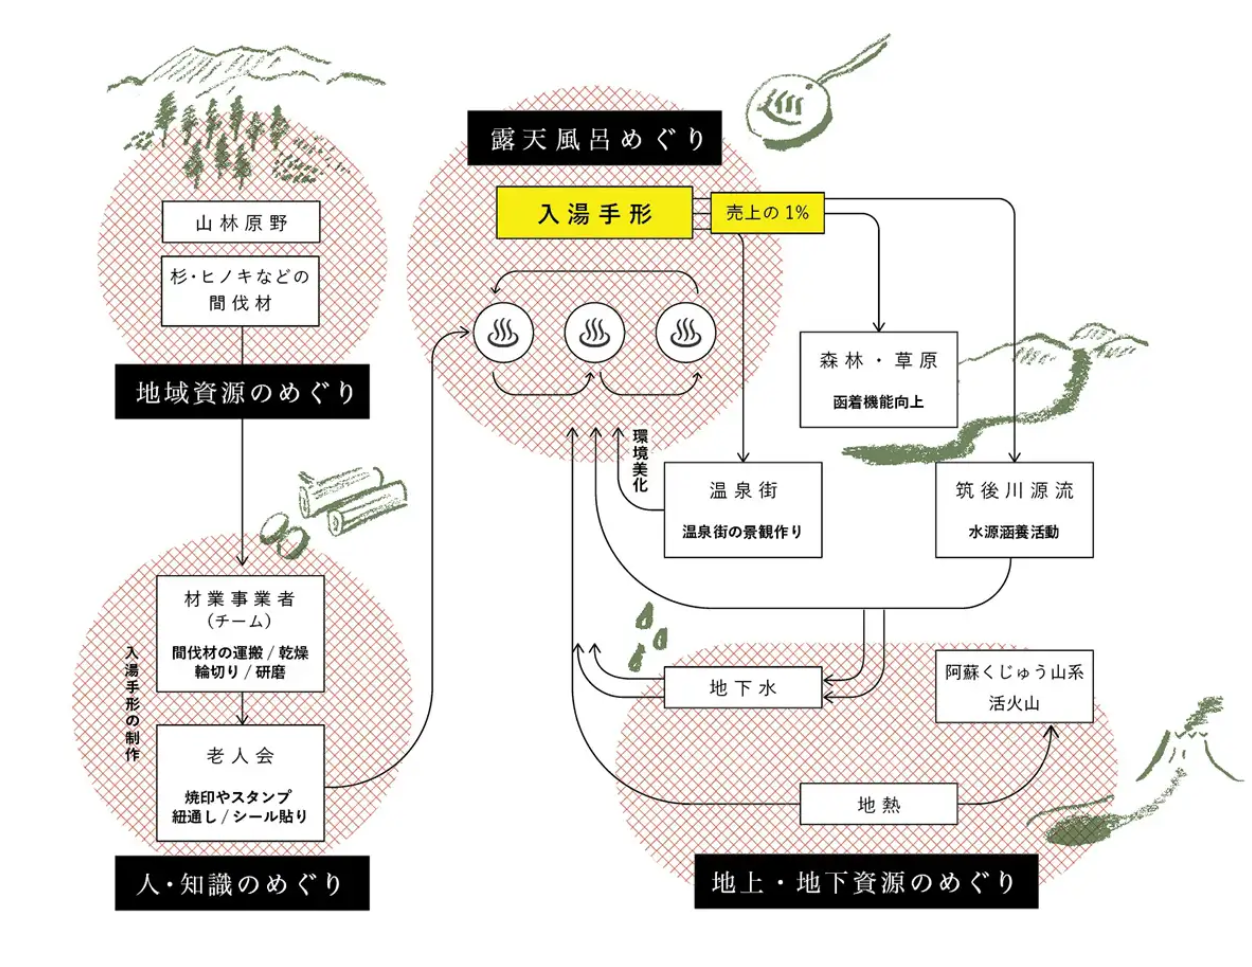 露天風呂めぐり
入湯手形
売上の1%
山林原野
杉・ヒノキなどの
間伐材
地域資源のめぐり
森林・草原
函着機能向上
環境美化
温泉街
温泉街の景観作り
筑後川源流
水源涵養活動
材業事業者
（チーム）
間伐材の運搬 / 乾燥
輪切り / 研磨
入湯手形の制作
老人会
焼印やスタンプ
紐通し / シール貼り
人・知識のめぐり
地下水
阿蘇くじゅう山系
活火山
地熱
地上・地下資源のめぐり